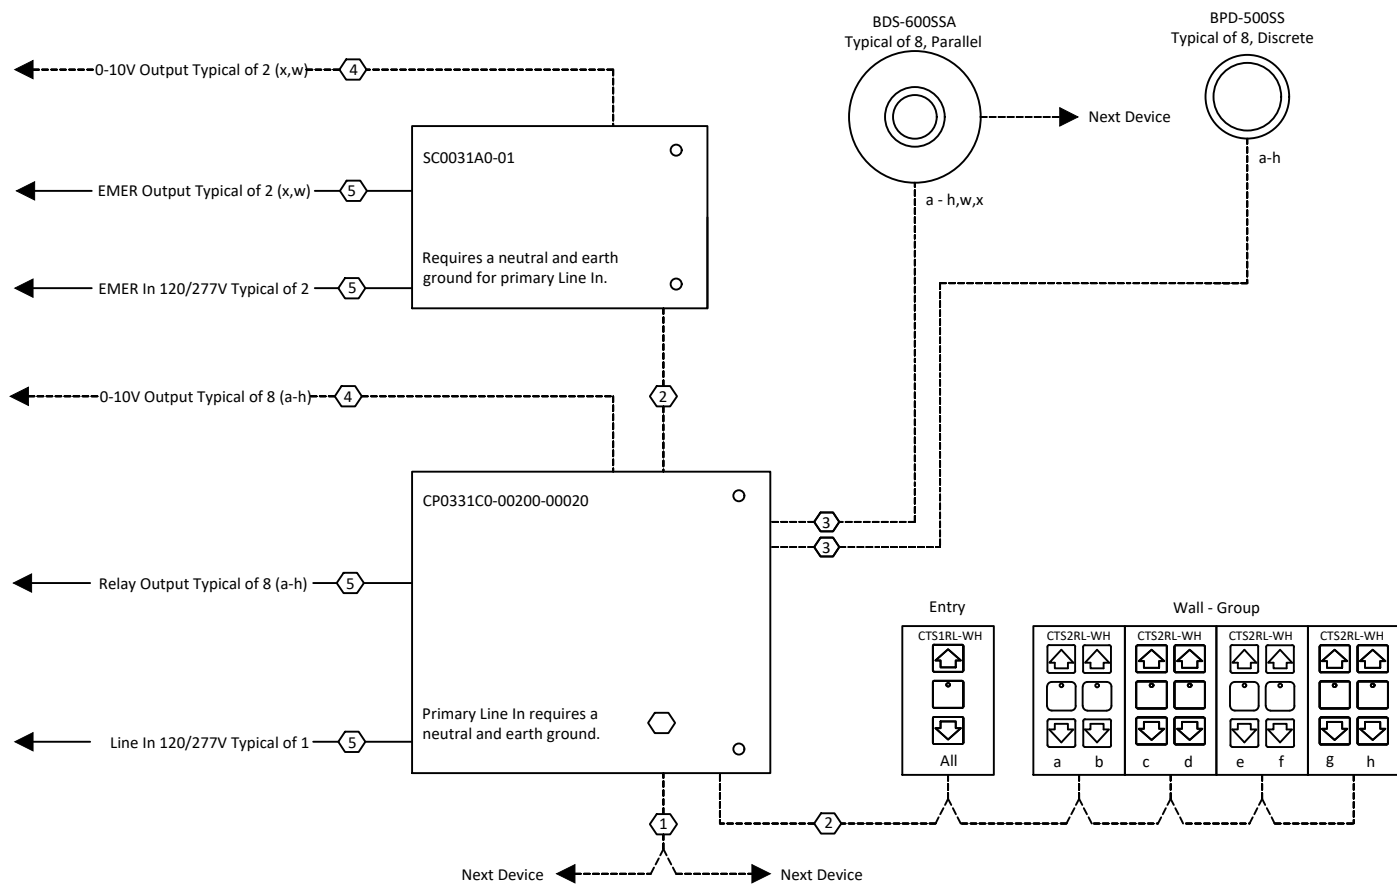 BDS-600SSA
Typical of 8, Parallel
BPD-500SS
Typical of 8, Discrete
0-10V Output Typical of 2 (x,w)
4
Next Device
SC0031A0-01
a-h
EMER Output Typical of 2 (x,w)
5
a - h,w,x
Requires a neutral and earth
ground for primary Line In.
EMER In 120/277V Typical of 2
5
0-10V Output Typical of 8 (a-h)
4
2
CP0331C0-00200-00020
3
3
Relay Output Typical of 8 (a-h)
5
Entry
Wall - Group
CTS1RL-WH
CTS2RL-WH
CTS2RL-WH
CTS2RL-WH
CTS2RL-WH
Primary Line In requires a
neutral and earth ground.
Line In 120/277V Typical of 1
5
All
a b
c d
e f
g h
1
2
Next Device
Next Device